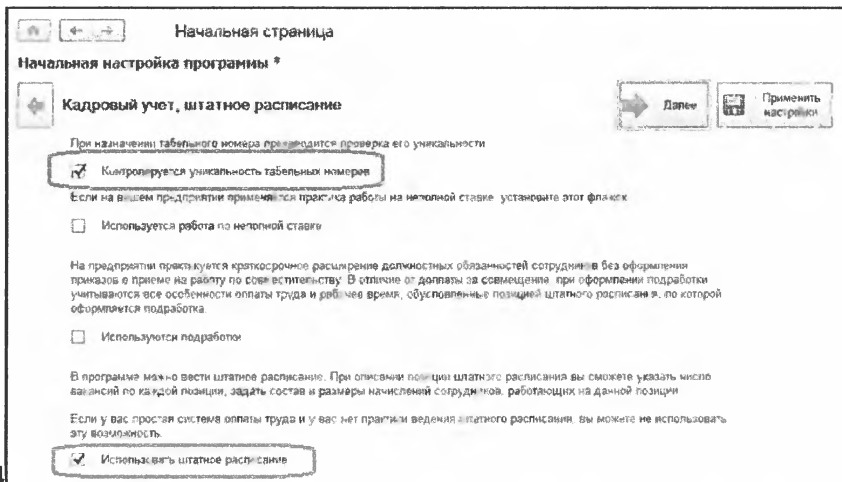 Начальная страница
Начальная настройка программы *
Кадровый учет, штатное расписание
Далее
Применить настройки
При назначении табельного номера производится проверка его уникальности
Контролируется уникальность табельных номеров
Если на вашем предприятии применяется практика работы на неполной ставке, установите этот флажок
Используется работа по неполной ставке
На предприятии практикуется краткосрочное расширение должностных обязанностей сотрудников без оформления
приказов о приеме на работу по совместительству. В отличие от доплаты за совмещение, при оформлении подработки
учитываются все особенности оплаты труда и рабочее время, обусловленные позицией штатного расписания, по которой
оформляется подработка.
Используются подработки
В программе можно вести штатное расписание. При описании позиции штатного расписания вы сможете указать число
вакансий по каждой позиции, задать состав и размеры начислений сотрудников, работающих на данной позиции
Если у вас простая система оплаты труда и у вас нет практики ведения штатного расписания, вы можете не использовать
эту возможность.
Использовать штатное расписание